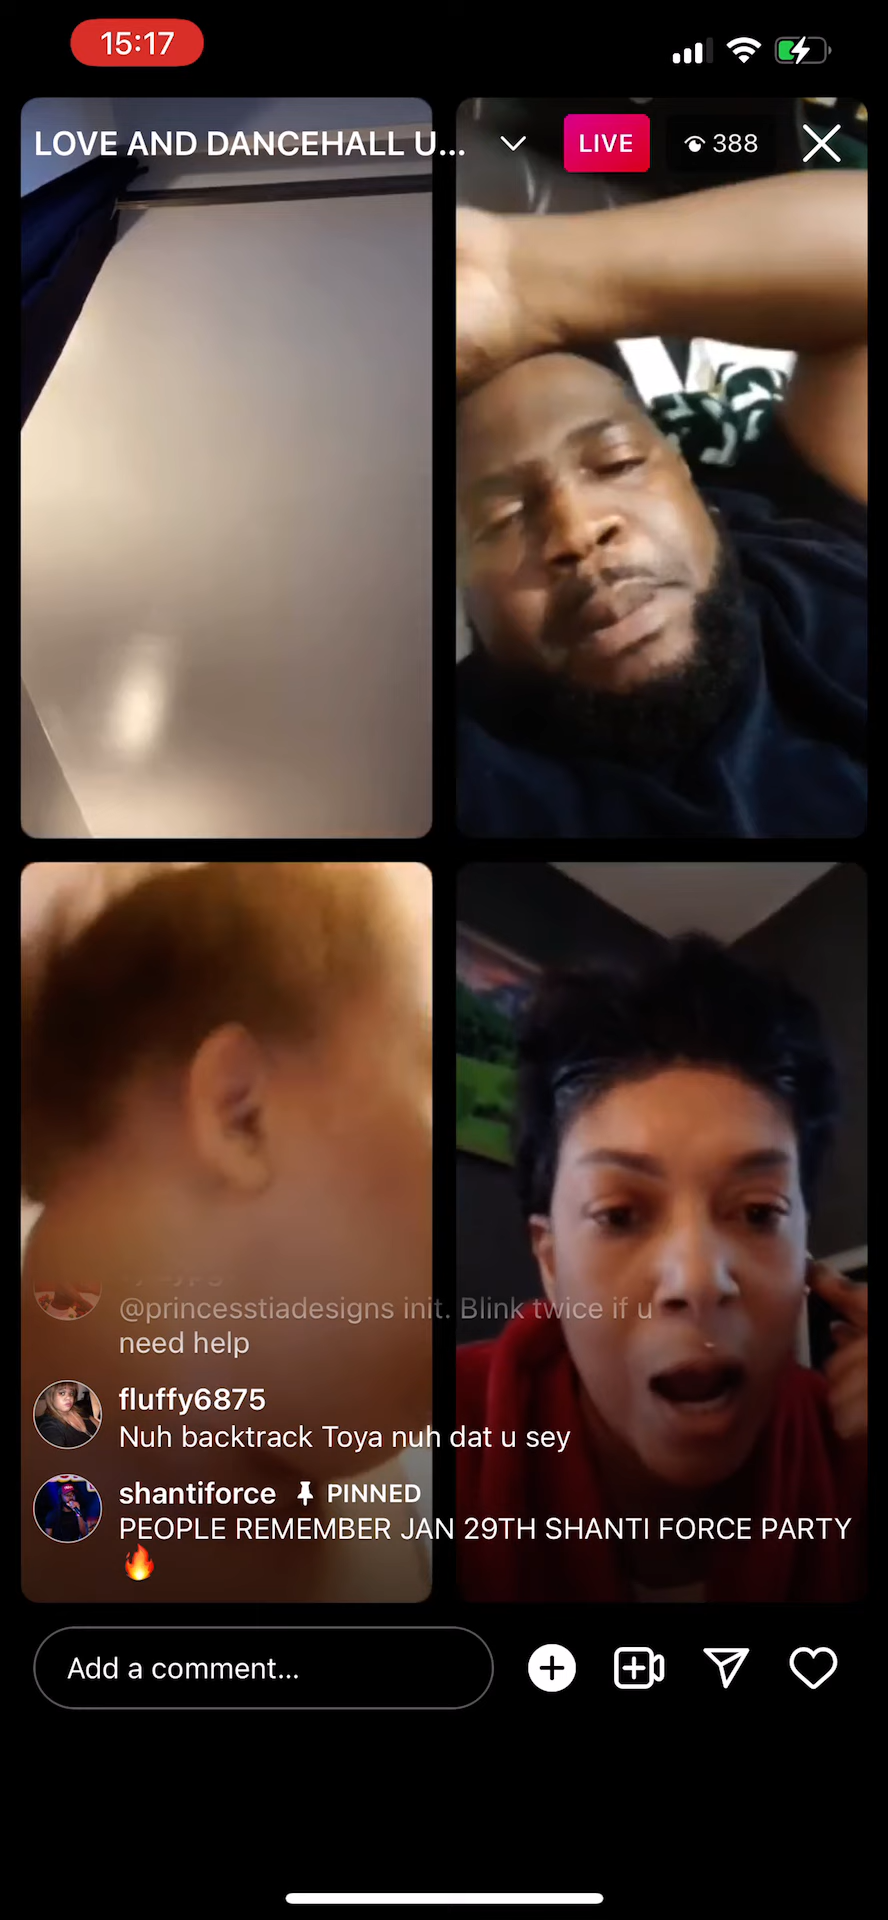 15:17
LOVE AND DANCEHALL U...
LIVE
388
@princesstiadesigns init. Blink twice if u
need help
fluffy6875
Nuh backtrack Toya nuh dat u sey
shantiforce PINNED
PEOPLE REMEMBER JAN 29TH SHANTI FORCE PARTY
🔥
Add a comment...